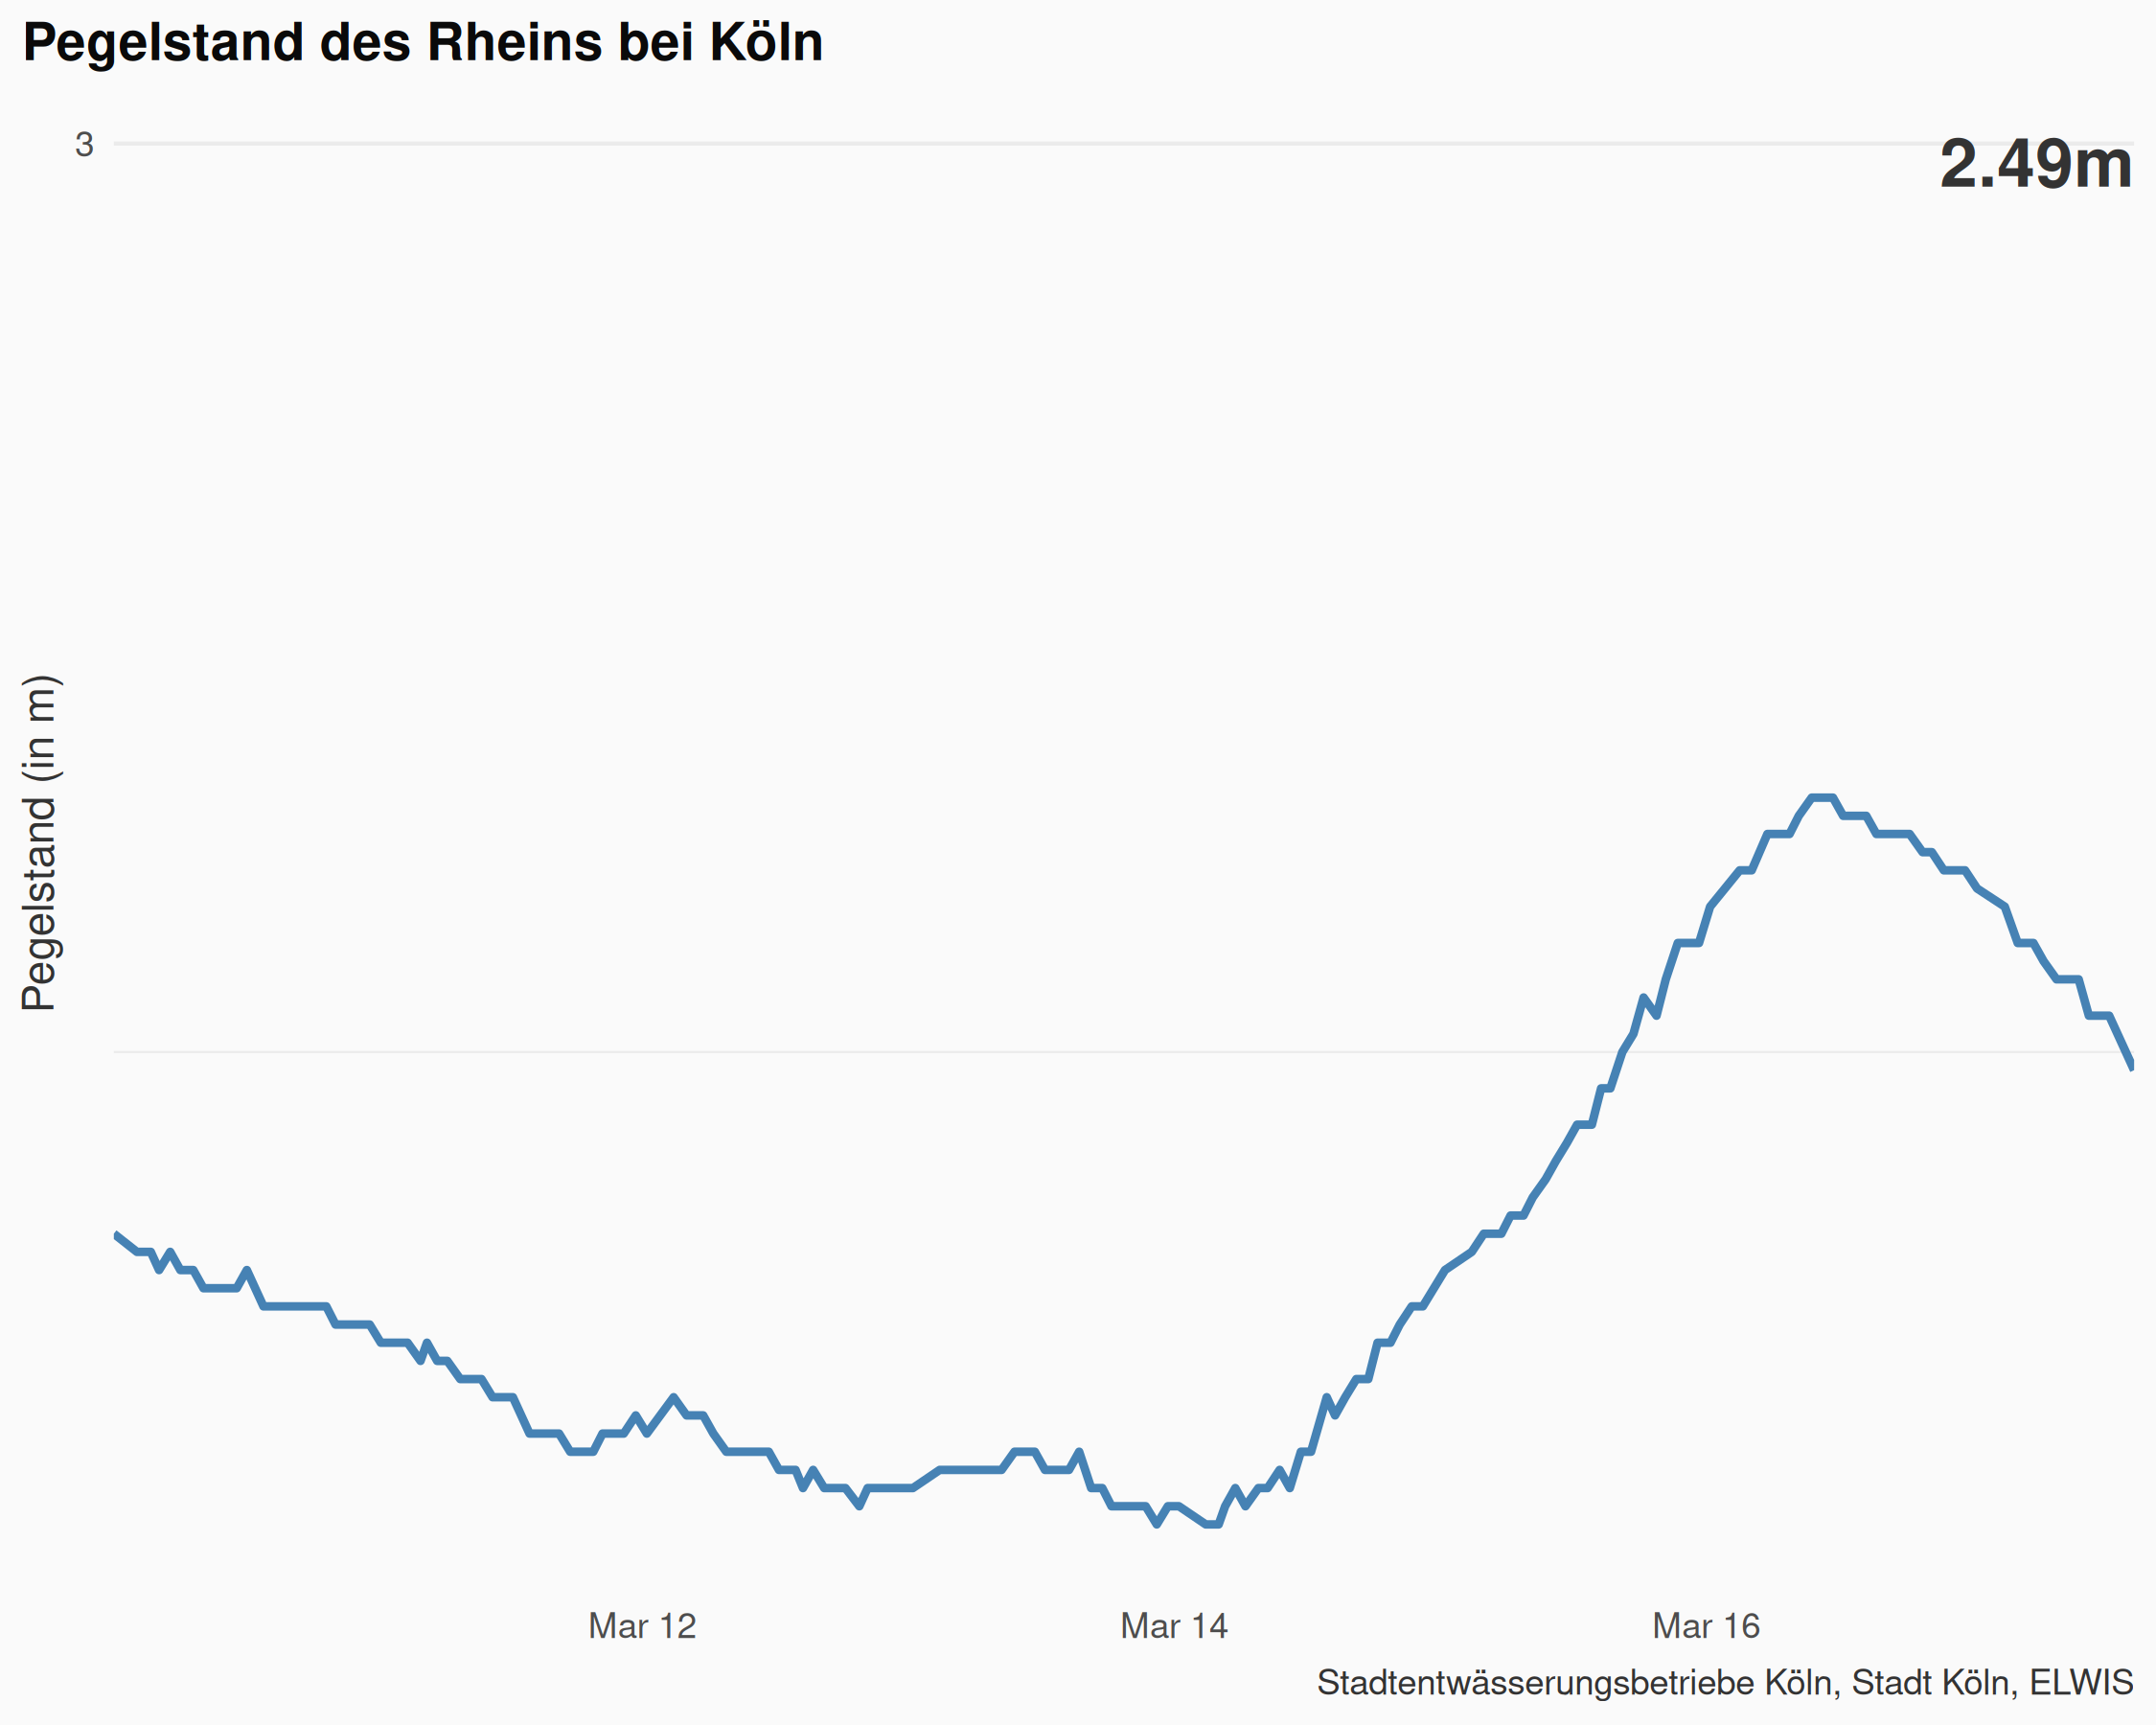 Pegelstand des Rheins bei Köln
3
2.49m
Pegelstand (in m)
Mar 12
Mar 14
Mar 16
Stadtentwässerungsbetriebe Köln, Stadt Köln, ELWIS